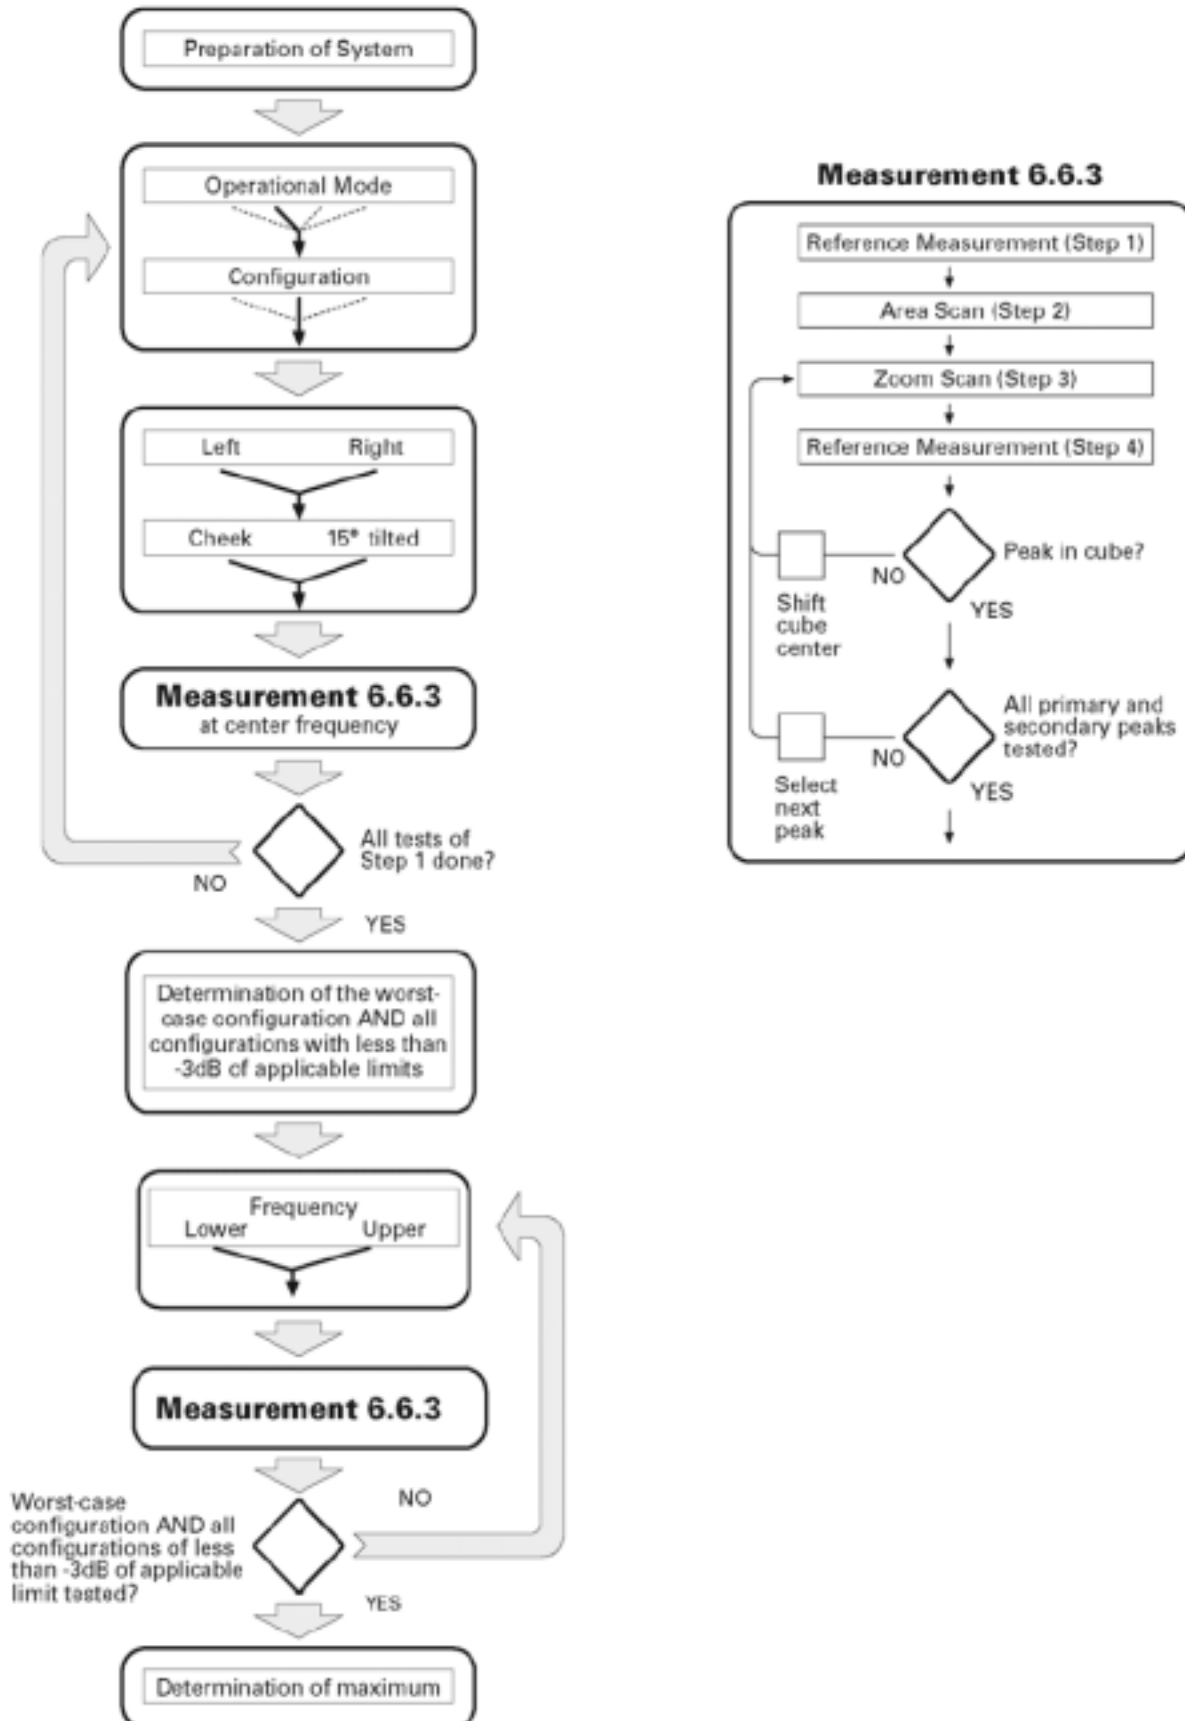 Preparation of System
Operational Mode
Configuration
Left Right
Cheek 15° tilted
Measurement 6.6.3
at center frequency
All tests of
Step 1 done?
NO
YES
Determination of the worst-
case configuration AND all
configurations with less than
-3dB of applicable limits
Frequency
Lower Upper
Measurement 6.6.3
NO
Worst-case
configuration AND all
configurations of less
than -3dB of applicable
limit tested?
YES
Determination of maximum
Measurement 6.6.3
Reference Measurement (Step 1)
Area Scan (Step 2)
Zoom Scan (Step 3)
Reference Measurement (Step 4)
Peak in cube?
NO
YES
Shift
cube
center
All primary and
secondary peaks
tested?
NO
YES
Select
next
peak